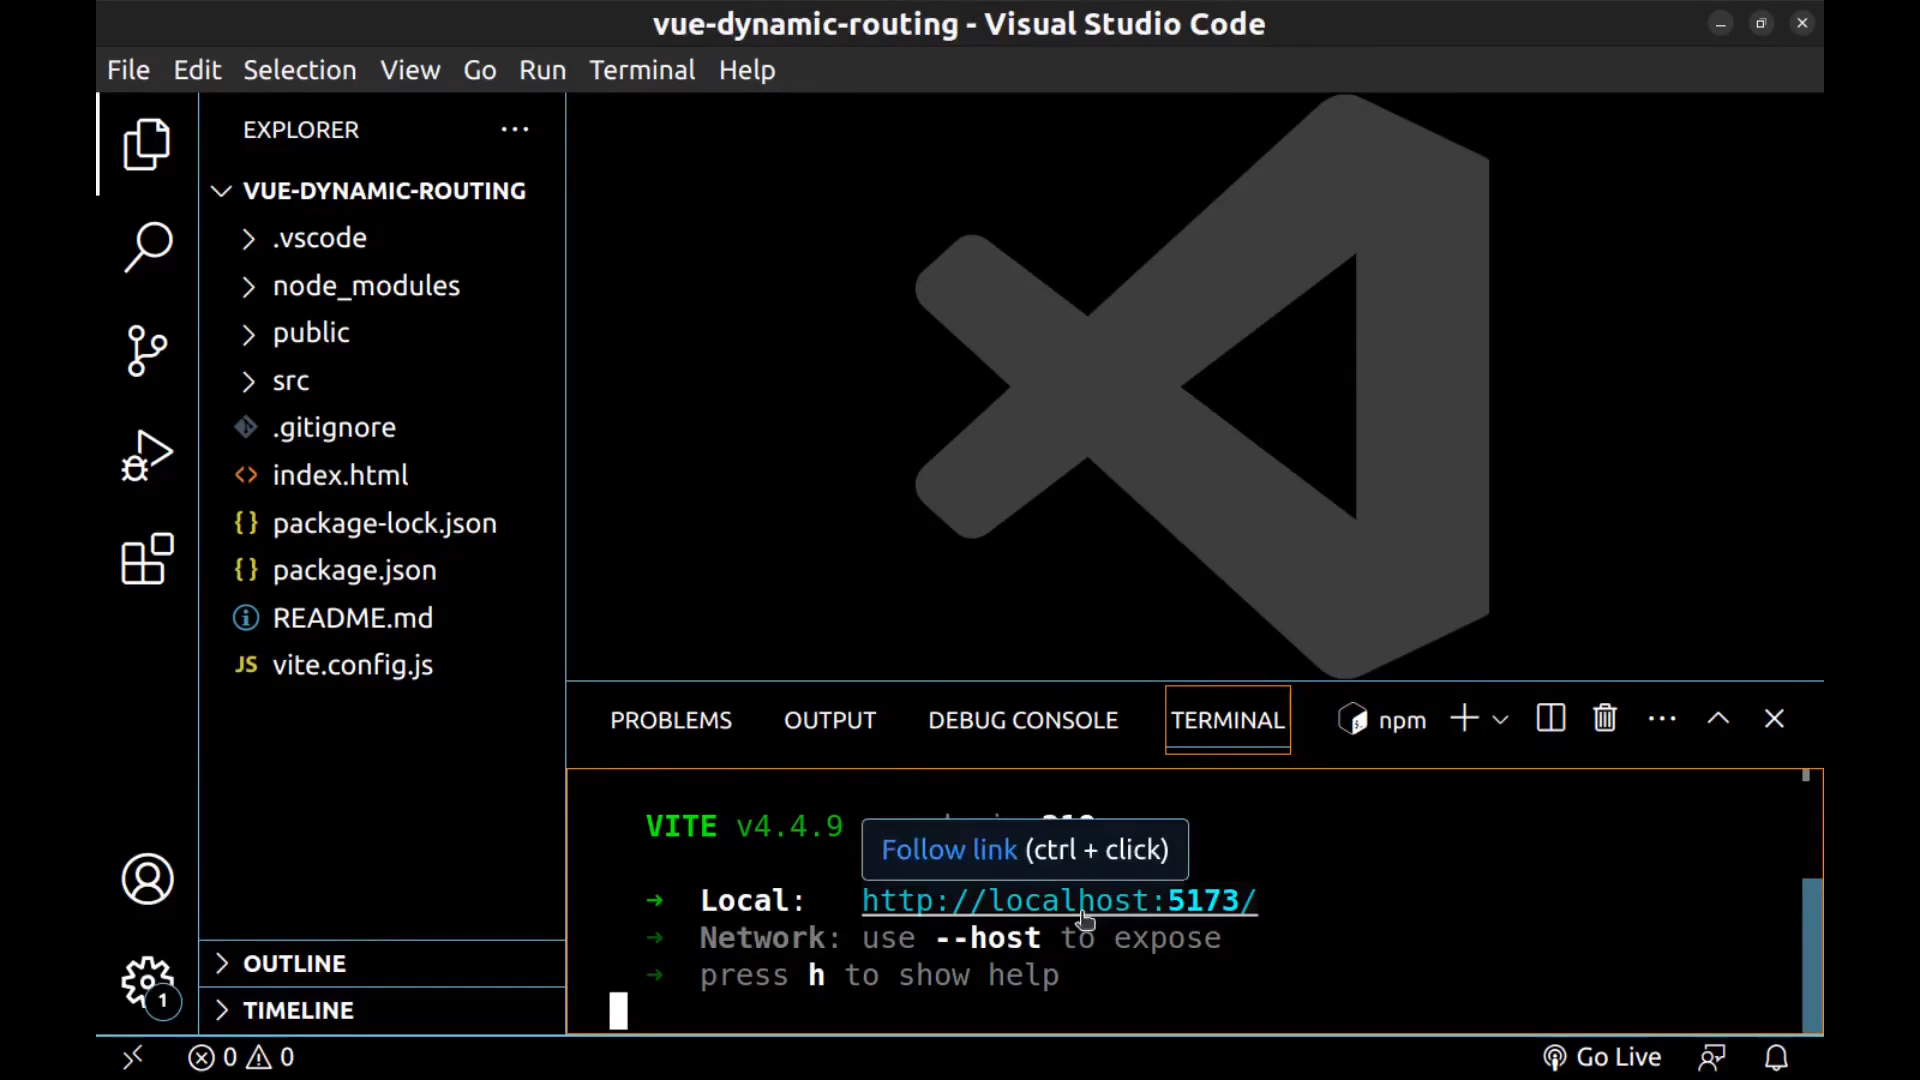 vue-dynamic-routing - Visual Studio Code
File Edit Selection View Go Run Terminal Help
EXPLORER
VUE-DYNAMIC-ROUTING
.vscode
node_modules
public
src
.gitignore
index.html
package-lock.json
package.json
README.md
JS vite.config.js
OUTLINE
TIMELINE
PROBLEMS OUTPUT DEBUG CONSOLE TERMINAL npm
VITE v4.4.9
Follow link (ctrl + click)
➜ Local: http://localhost:5173/
➜ Network: use --host to expose
➜ press h to show help
1
0 0
Go Live